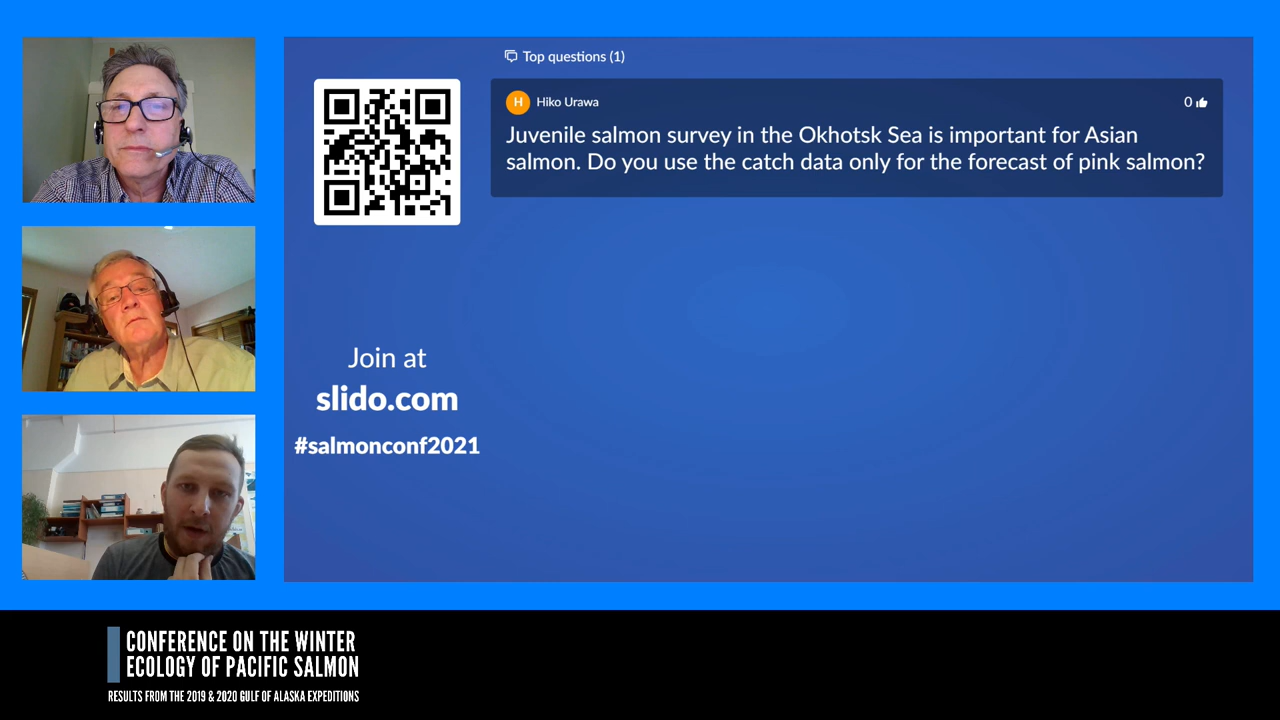 Top questions (1)
H Hiko Urawa 0
Juvenile salmon survey in the Okhotsk Sea is important for Asian
salmon. Do you use the catch data only for the forecast of pink salmon?
Join at
slido.com
#salmonconf2021
CONFERENCE ON THE WINTER
ECOLOGY OF PACIFIC SALMON
RESULTS FROM THE 2019 & 2020 GULF OF ALASKA EXPEDITIONS